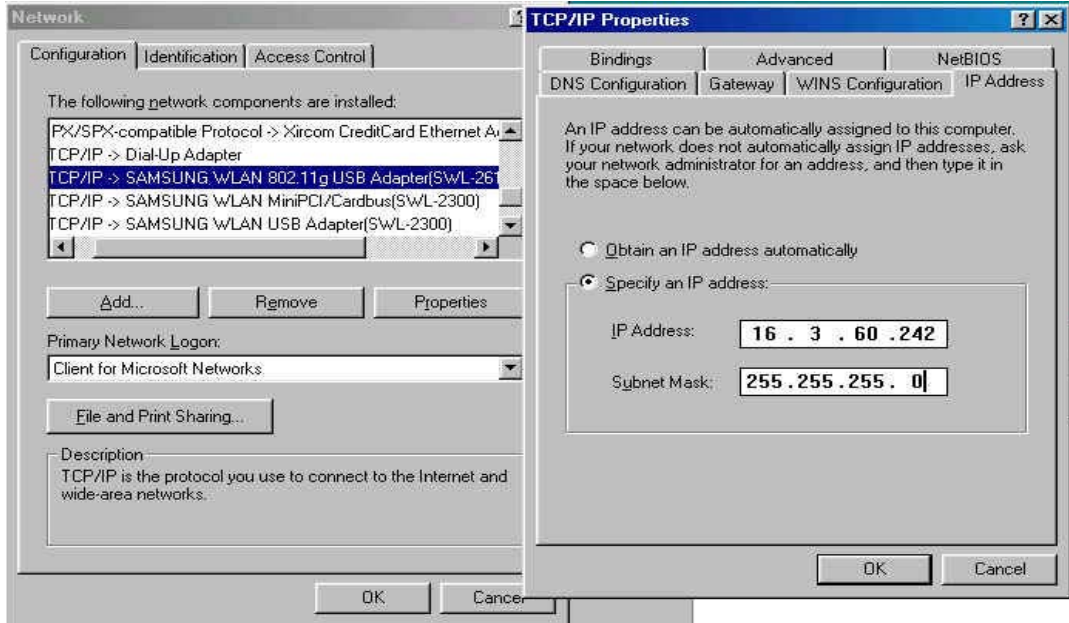 Network
Configuration Identification Access Control
The following network components are installed:
PX/SPX-compatible Protocol -> Xircom CreditCard Ethernet A
TCP/IP -> Dial-Up Adapter
TCP/IP -> SAMSUNG WLAN 802.11g USB Adapter(SWL-261
TCP/IP -> SAMSUNG WLAN MiniPCI/Cardbus(SWL-2300)
TCP/IP -> SAMSUNG WLAN USB Adapter(SWL-2300)
Add... Remove Properties
Primary Network Logon:
Client for Microsoft Networks
File and Print Sharing...
Description
TCP/IP is the protocol you use to connect to the Internet and
wide-area networks.
OK Cancel
TCP/IP Properties
Bindings Advanced NetBIOS
DNS Configuration Gateway WINS Configuration IP Address
An IP address can be automatically assigned to this computer.
If your network does not automatically assign IP addresses, ask
your network administrator for an address, and then type it in
the space below.
Obtain an IP address automatically
Specify an IP address:
IP Address: 16 . 3 . 60 .242
Subnet Mask: 255.255.255. 0
OK Cancel